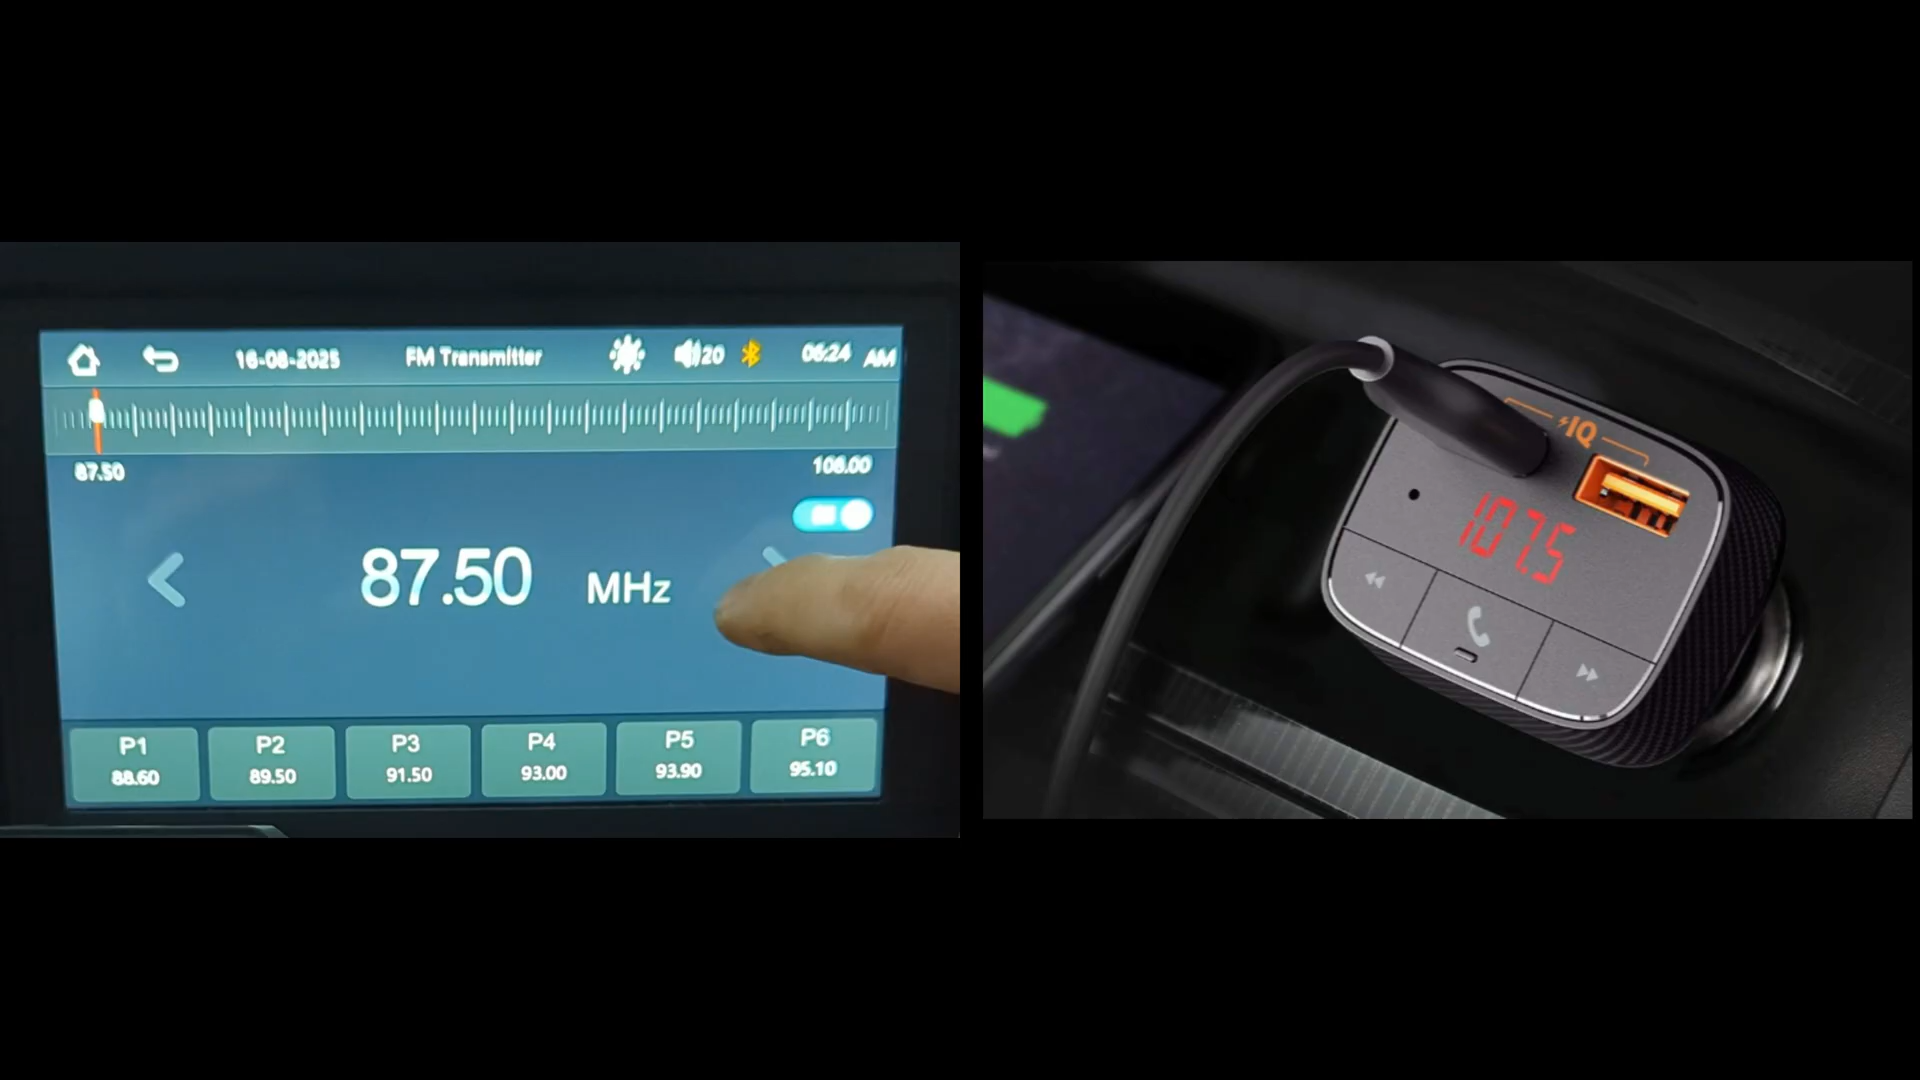 16-08-2025 FM Transmitter 20 06:24 AM
87.50 108.00
87.50 MHz
P1 P2 P3 P4 P5 P6
88.60 89.50 91.50 93.00 93.90 95.10
IQ
107.5